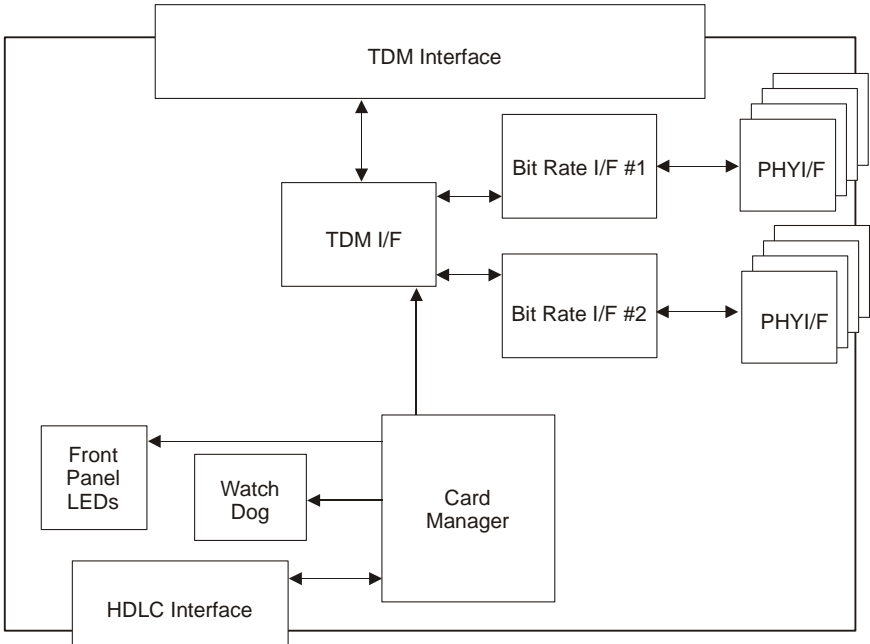 TDM Interface
Bit Rate I/F #1
PHYI/F
TDM I/F
Bit Rate I/F #2
PHYI/F
Front
Panel
LEDs
Watch
Dog
Card
Manager
HDLC Interface